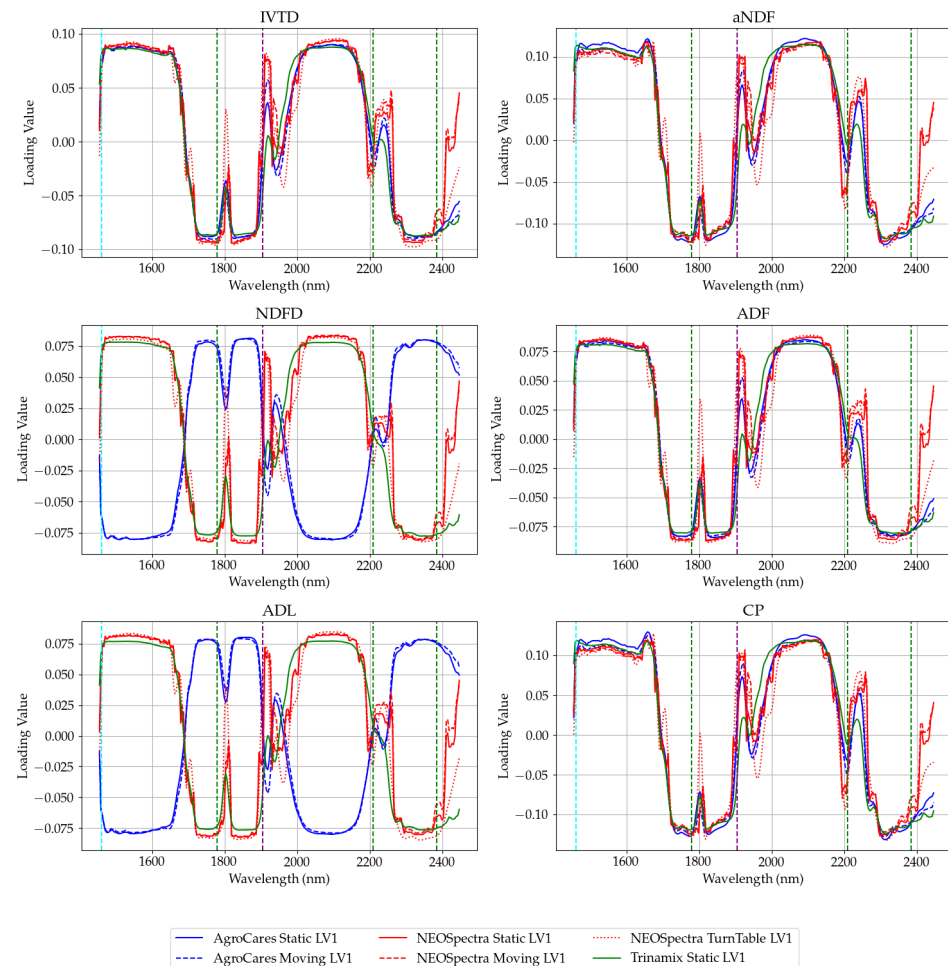 IVTD
aNDF
0.10
0.05
0.00
−0.05
−0.10
Loading Value
1600 1800 2000 2200 2400
Wavelength (nm)
0.10
0.05
0.00
−0.05
−0.10
Loading Value
1600 1800 2000 2200 2400
Wavelength (nm)
NDFD
ADF
0.075
0.050
0.025
0.000
−0.025
−0.050
−0.075
Loading Value
1600 1800 2000 2200 2400
Wavelength (nm)
0.075
0.050
0.025
0.000
−0.025
−0.050
−0.075
Loading Value
1600 1800 2000 2200 2400
Wavelength (nm)
ADL
CP
0.075
0.050
0.025
0.000
−0.025
−0.050
−0.075
Loading Value
1600 1800 2000 2200 2400
Wavelength (nm)
0.10
0.05
0.00
−0.05
−0.10
Loading Value
1600 1800 2000 2200 2400
Wavelength (nm)
AgroCares Static LV1
AgroCares Moving LV1
NEOSpectra Static LV1
NEOSpectra Moving LV1
NEOSpectra TurnTable LV1
Trinamix Static LV1